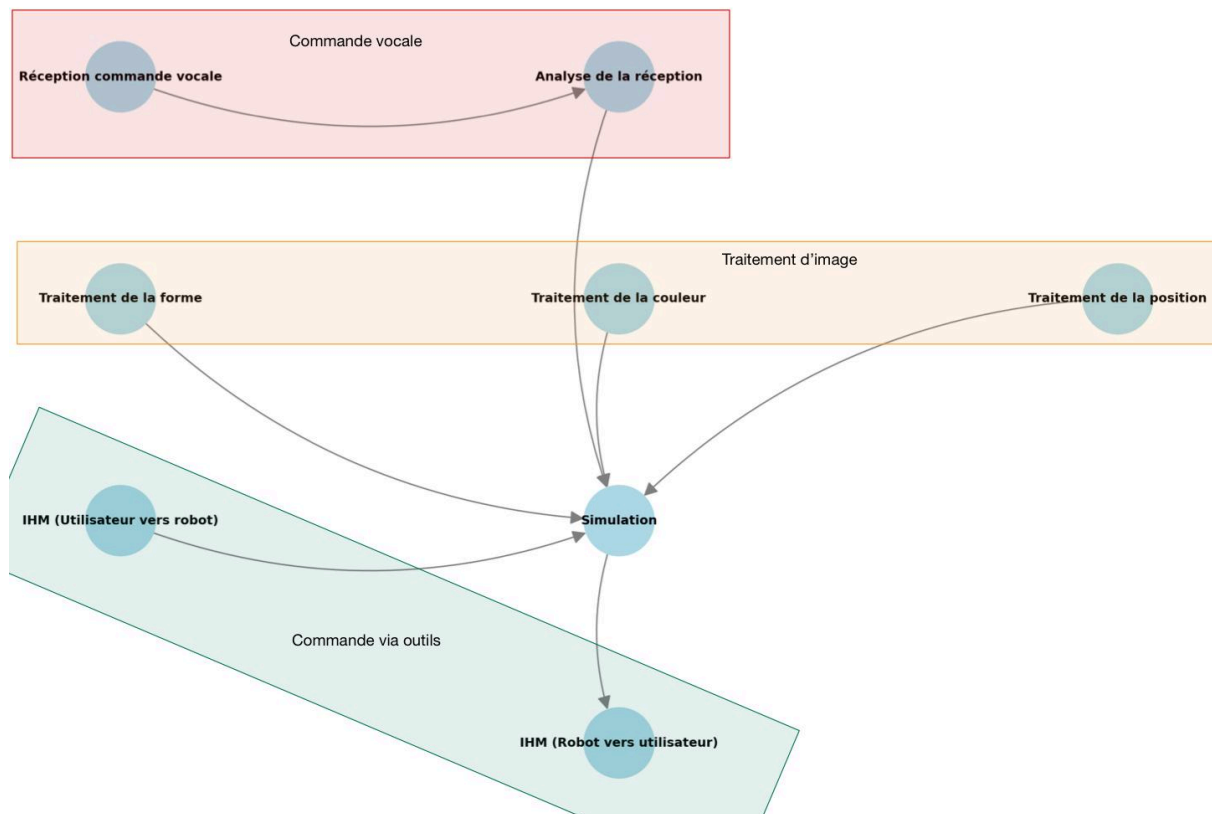 Commande vocale
Réception commande vocale
Analyse de la réception
Traitement d’image
Traitement de la forme
Traitement de la couleur
Traitement de la position
IHM (Utilisateur vers robot)
Simulation
Commande via outils
IHM (Robot vers utilisateur)